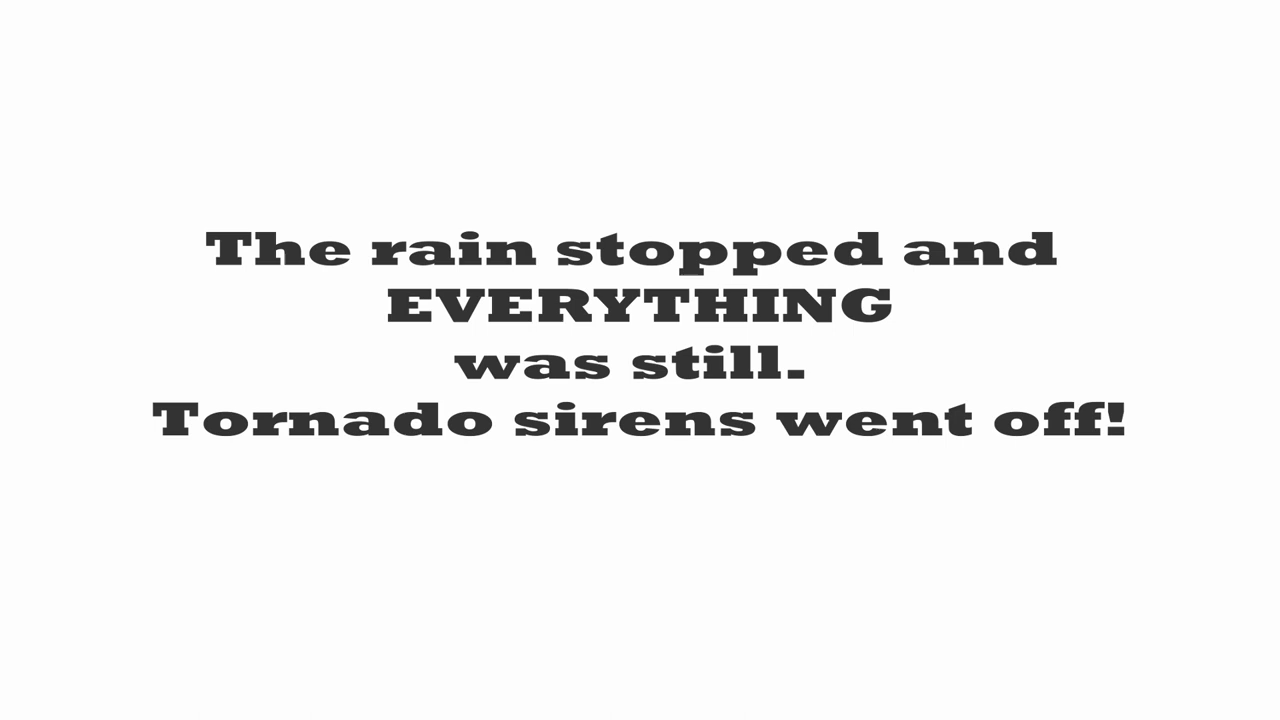 The rain stopped and
EVERYTHING
was still.
Tornado sirens went off!